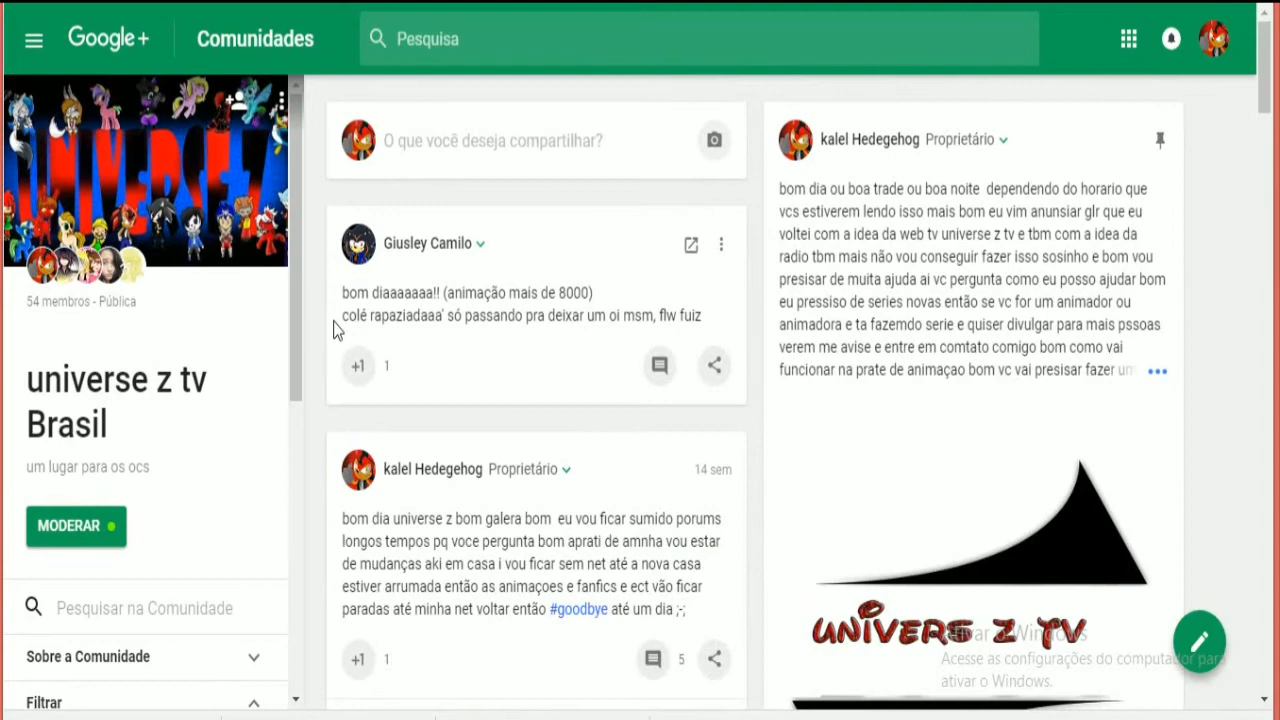 Google+
Comunidades
Pesquisa
UNIVERSE Z
54 membros - Pública
universe z tv
Brasil
um lugar para os ocs
MODERAR
Pesquisar na Comunidade
Sobre a Comunidade
Filtrar
O que você deseja compartilhar?
Giusley Camilo
bom diaaaaaaa!! (animação mais de 8000)
colé rapaziadaaa' só passando pra deixar um oi msm, flw fuiz
+1 1
kalel Hedegehog Proprietário
14 sem
bom dia universe z bom galera bom eu vou ficar sumido porums
longos tempos pq voce pergunta bom aprati de amnha vou estar
de mudanças aki em casa i vou ficar sem net até a nova casa
estiver arrumada então as animaçoes e fanfics e ect vão ficar
paradas até minha net voltar então #goodbye até um dia ;-;
+1 1
5
kalel Hedegehog Proprietário
bom dia ou boa trade ou boa noite dependendo do horario que
vcs estiverem lendo isso mais bom eu vim anunsiar glr que eu
voltei com a idea da web tv universe z tv e tbm com a idea da
radio tbm mais não vou conseguir fazer isso sosinho e bom vou
presisar de muita ajuda ai vc pergunta como eu posso ajudar bom
eu pressiso de series novas então se vc for um animador ou
animadora e ta fazemdo serie e quiser divulgar para mais pssoas
verem me avise e entre em comtato comigo bom como vai
funcionar na prate de animaçao bom vc vai presisar fazer um
UNIVERE Z TV
Ativar o Windows
Acesse as configurações do computador para
ativar o Windows.